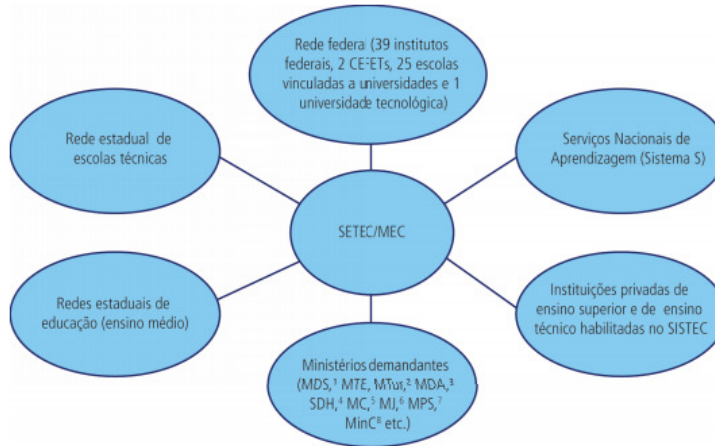 Rede federal (39 institutos
federais, 2 CEFETs, 25 escolas
vinculadas a universidades e 1
universidade tecnológica)
Rede estadual de
escolas técnicas
Serviços Nacionais de
Aprendizagem (Sistema S)
SETEC/MEC
Redes estaduais de
educação (ensino médio)
Instituições privadas de
ensino superior e de ensino
técnico habilitadas no SISTEC
Ministérios demandantes
(MDS,¹ MTE, MTur,² MDA,³
SDH,⁴ MC,⁵ MJ,⁶ MPS,⁷
MinC⁸ etc.)